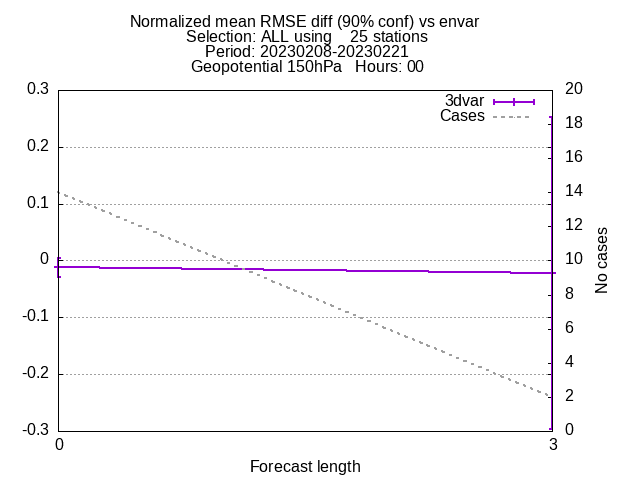 Normalized mean RMSE diff (90% conf) vs envar
Selection: ALL using    25 stations
Period: 20230208-20230221
Geopotential 150hPa   Hours: 00
3dvar
Cases
0.3
0.2
0.1
0
-0.1
-0.2
-0.3
20
18
16
14
12
10
8
6
4
2
0
No cases
0
3
Forecast length